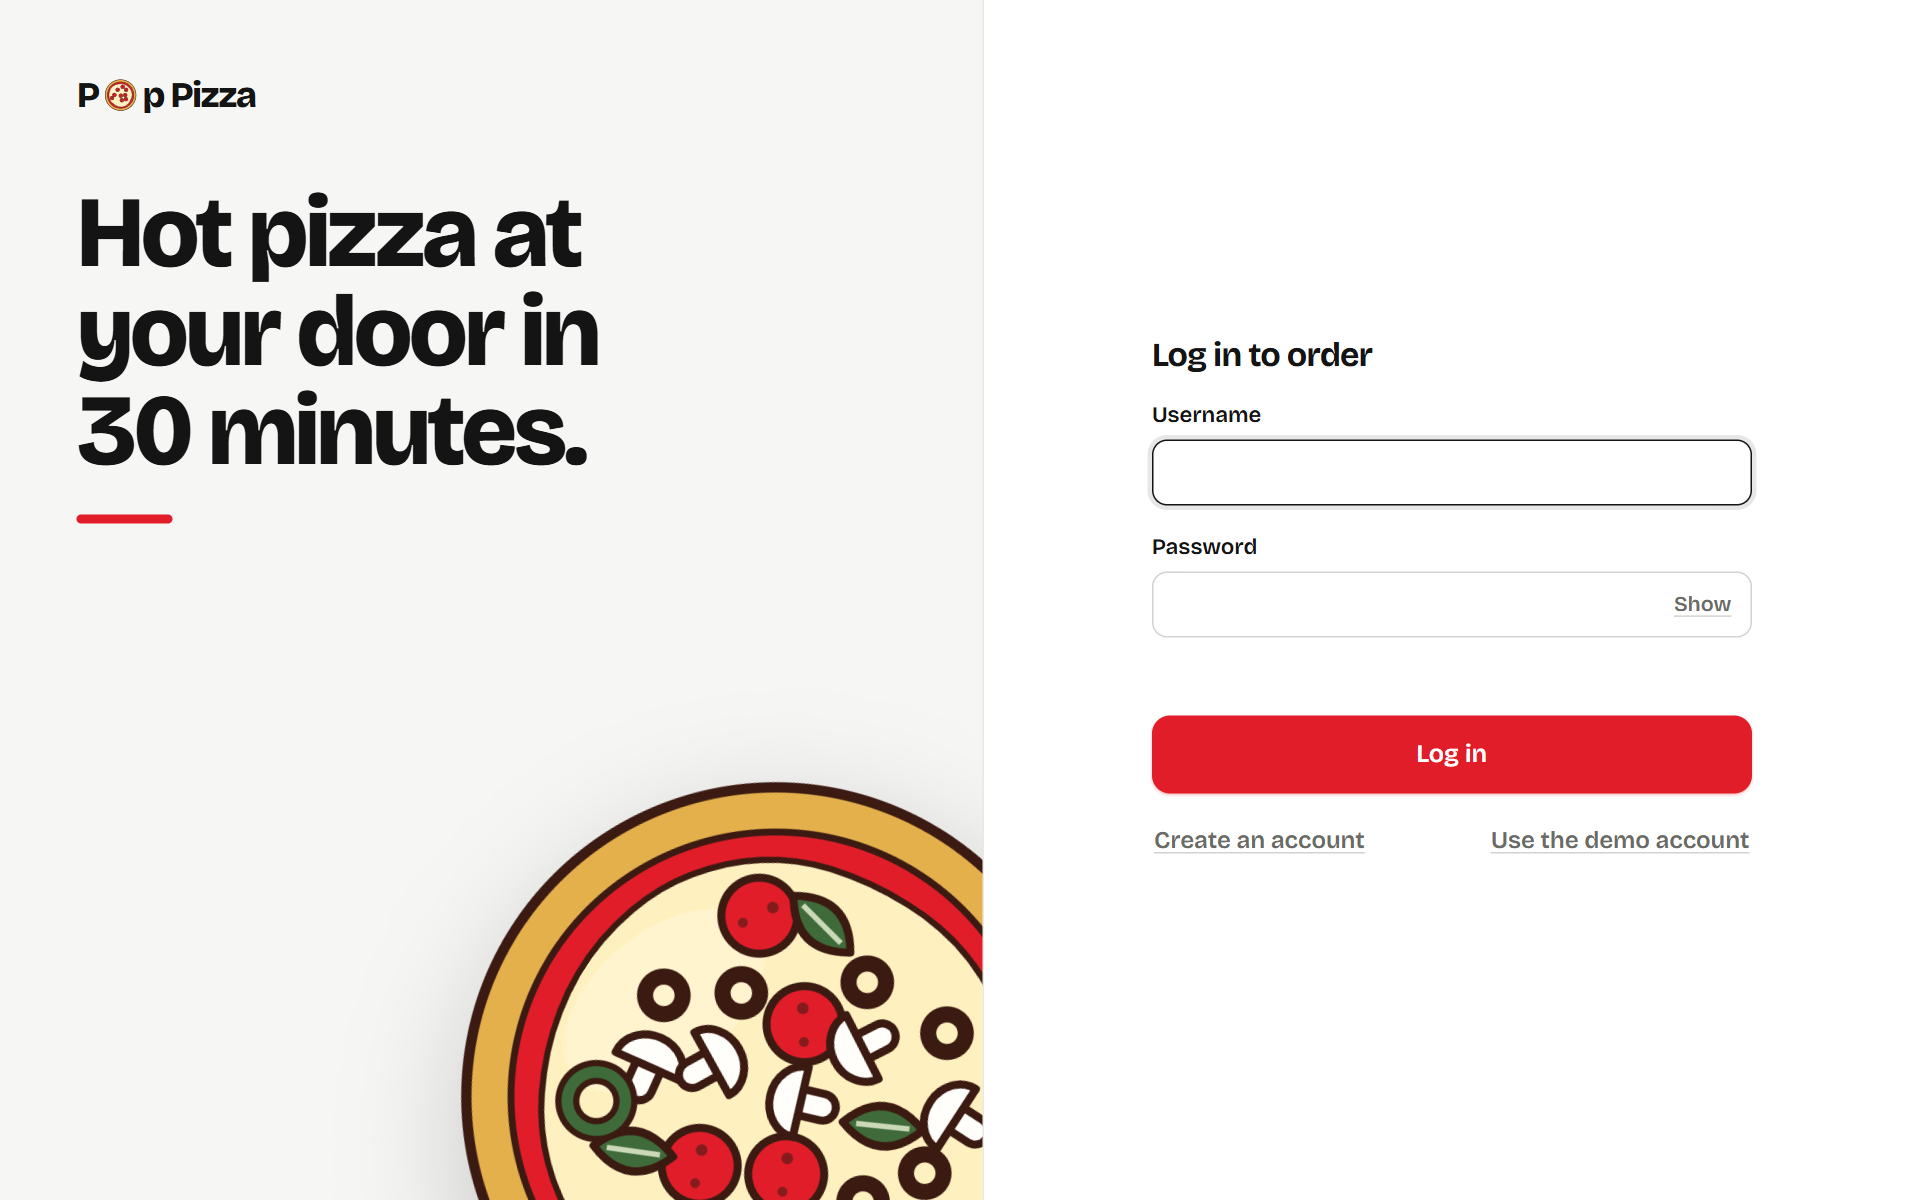 Pop Pizza
Hot pizza at
your door in
30 minutes.
Log in to order
Username
Password
Show
Log in
Create an account
Use the demo account